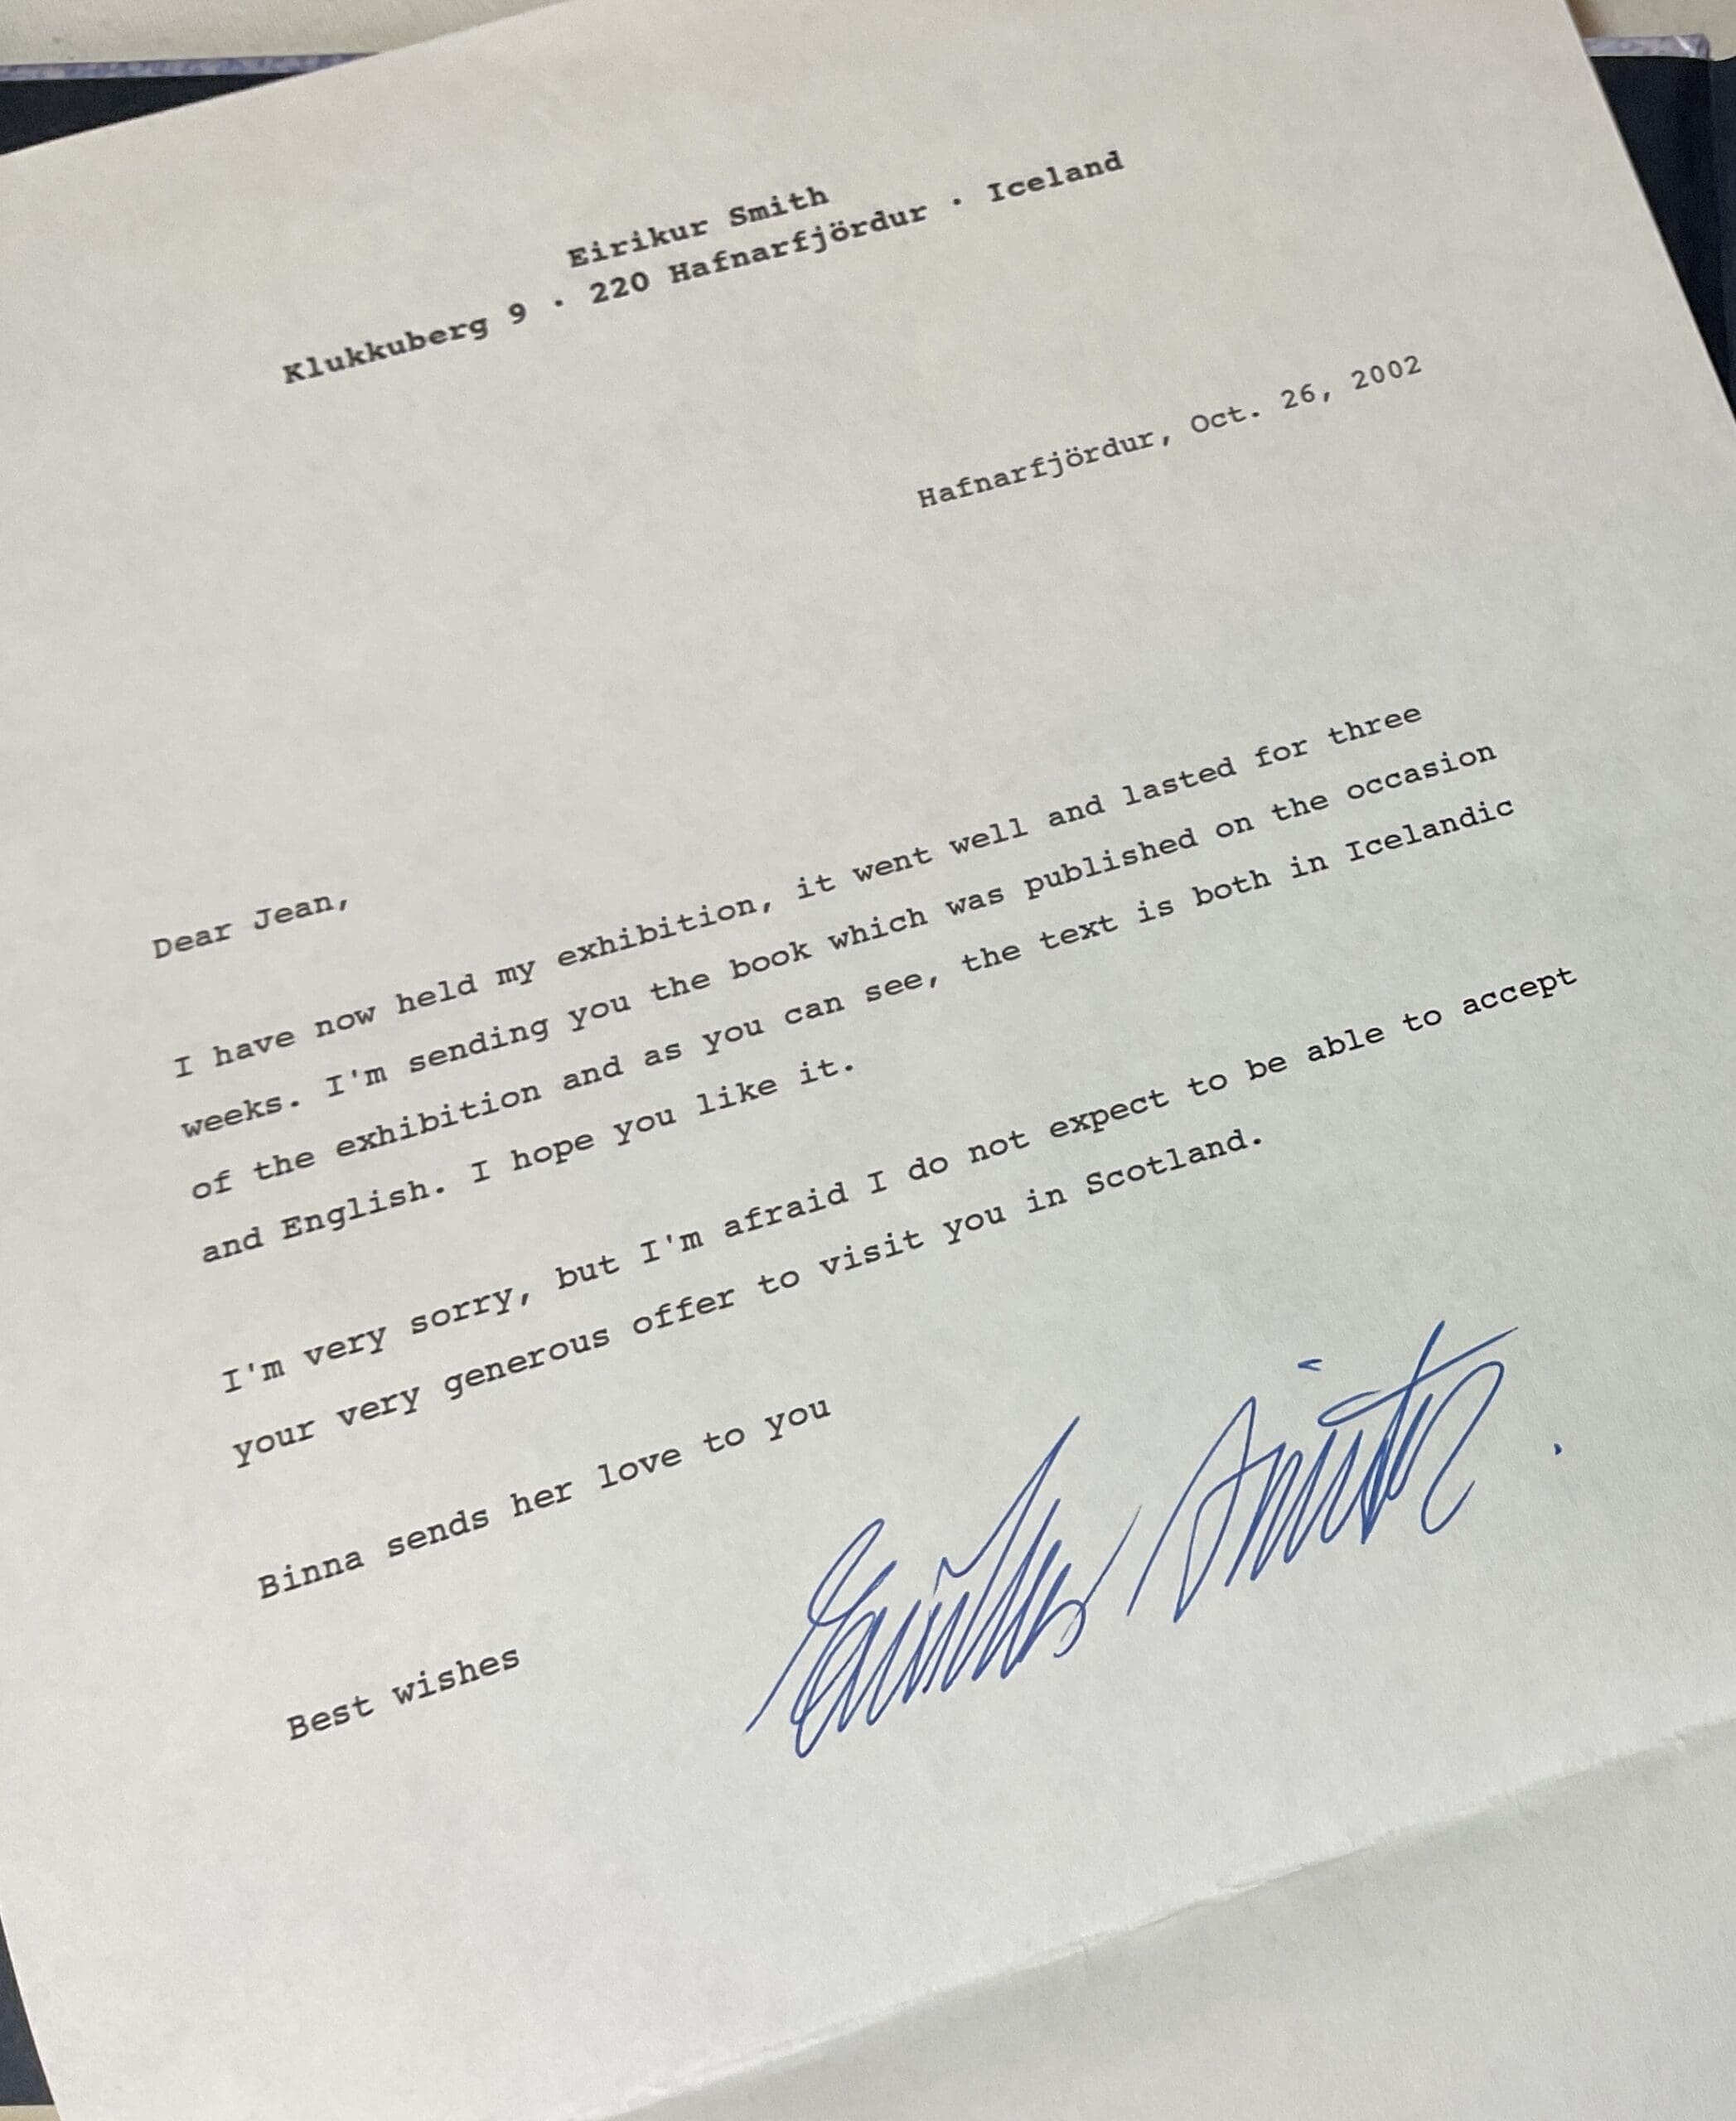 Eirikur Smith
Klukkuberg 9 · 220 Hafnarfjördur · Iceland
Hafnarfjördur, Oct. 26, 2002
Dear Jean,
I have now held my exhibition, it went well and lasted for three
weeks. I'm sending you the book which was published on the occasion
of the exhibition and as you can see, the text is both in Icelandic
and English. I hope you like it.
I'm very sorry, but I'm afraid I do not expect to be able to accept
your very generous offer to visit you in Scotland.
Binna sends her love to you
Best wishes
Eirikur Smith.